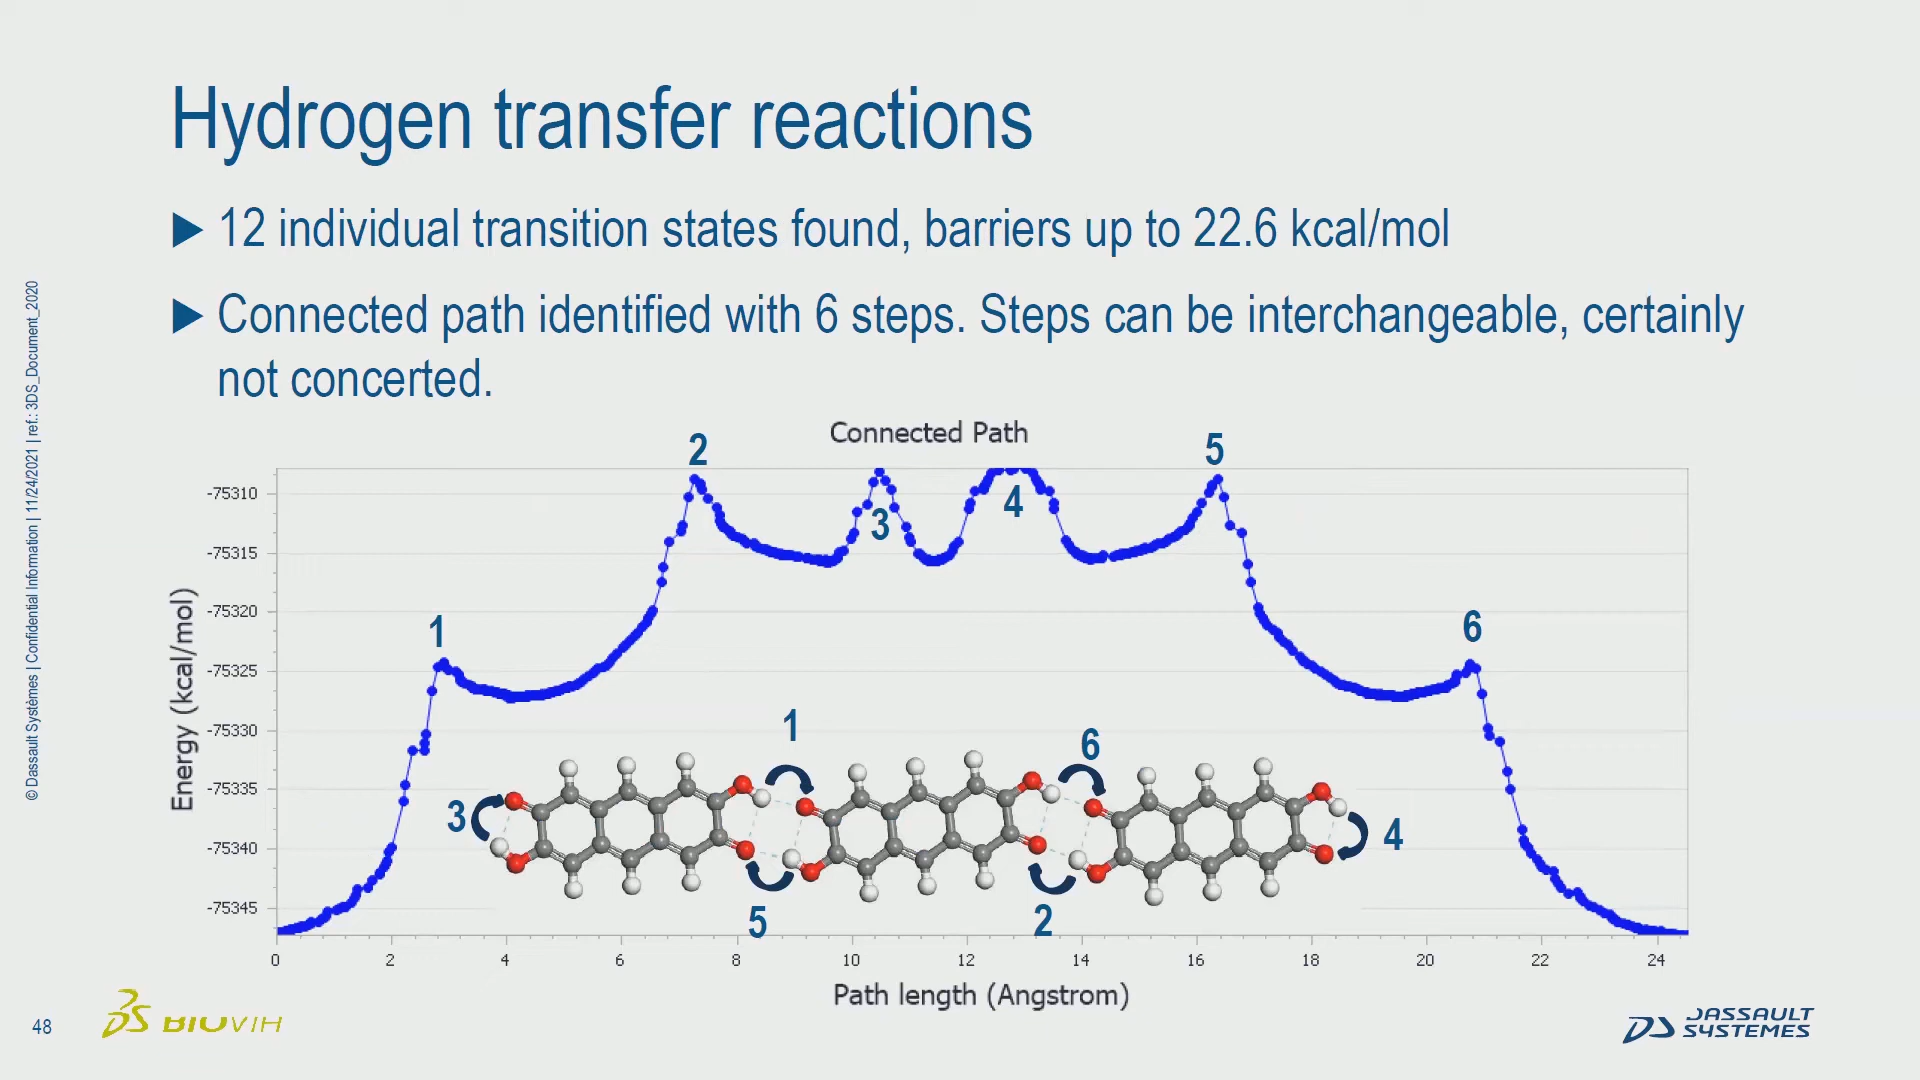 Hydrogen transfer reactions
12 individual transition states found, barriers up to 22.6 kcal/mol
Connected path identified with 6 steps. Steps can be interchangeable, certainly
not concerted.
© Dassault Systèmes | Confidential Information | 11/24/2021 | ref.: 3DS_Document_2020
Connected Path
2
5
3
4
1
6
-75310
-75315
-75320
-75325
-75330
-75335
-75340
-75345
Energy (kcal/mol)
1
6
3
4
5
2
0 2 4 6 8 10 12 14 16 18 20 22 24
Path length (Angstrom)
48
BIOVIA
DASSAULT
SYSTEMES